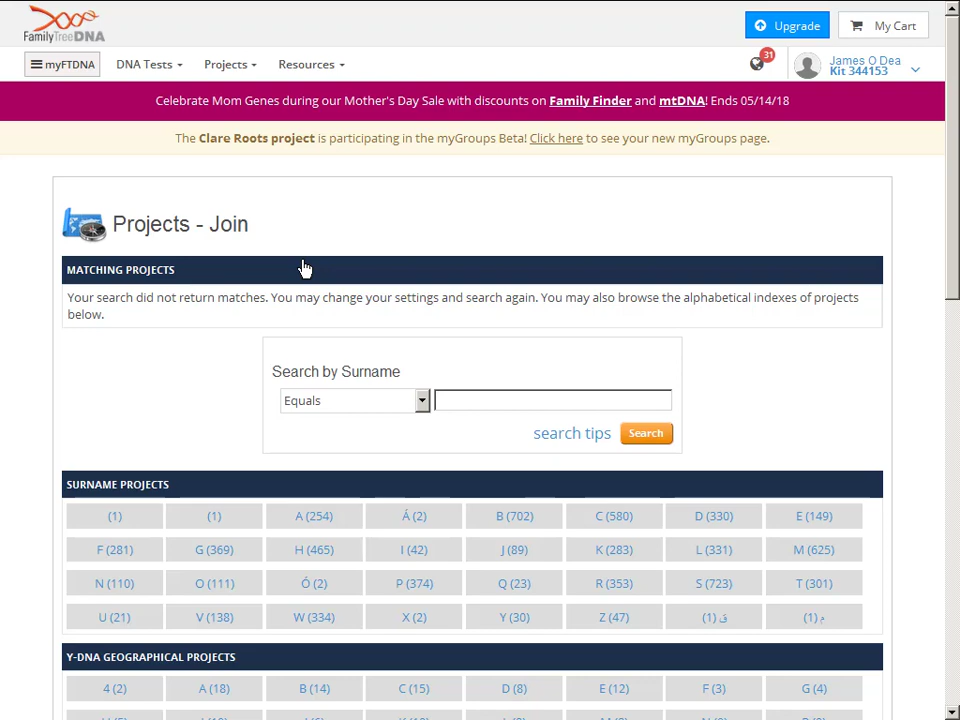 FamilyTreeDNA
Upgrade
My Cart
myFTDNA
DNA Tests
Projects
Resources
31
James O Dea
Kit 344153
Celebrate Mom Genes during our Mother's Day Sale with discounts on Family Finder and mtDNA! Ends 05/14/18
The Clare Roots project is participating in the myGroups Beta! Click here to see your new myGroups page.
Projects - Join
MATCHING PROJECTS
Your search did not return matches. You may change your settings and search again. You may also browse the alphabetical indexes of projects
below.
Search by Surname
Equals
search tips
Search
SURNAME PROJECTS
(1) (1) A (254) Á (2) B (702) C (580) D (330) E (149)
F (281) G (369) H (465) I (42) J (89) K (283) L (331) M (625)
N (110) O (111) Ó (2) P (374) Q (23) R (353) S (723) T (301)
U (21) V (138) W (334) X (2) Y (30) Z (47) ق (1) م (1)
Y-DNA GEOGRAPHICAL PROJECTS
4 (2) A (18) B (14) C (15) D (8) E (12) F (3) G (4)